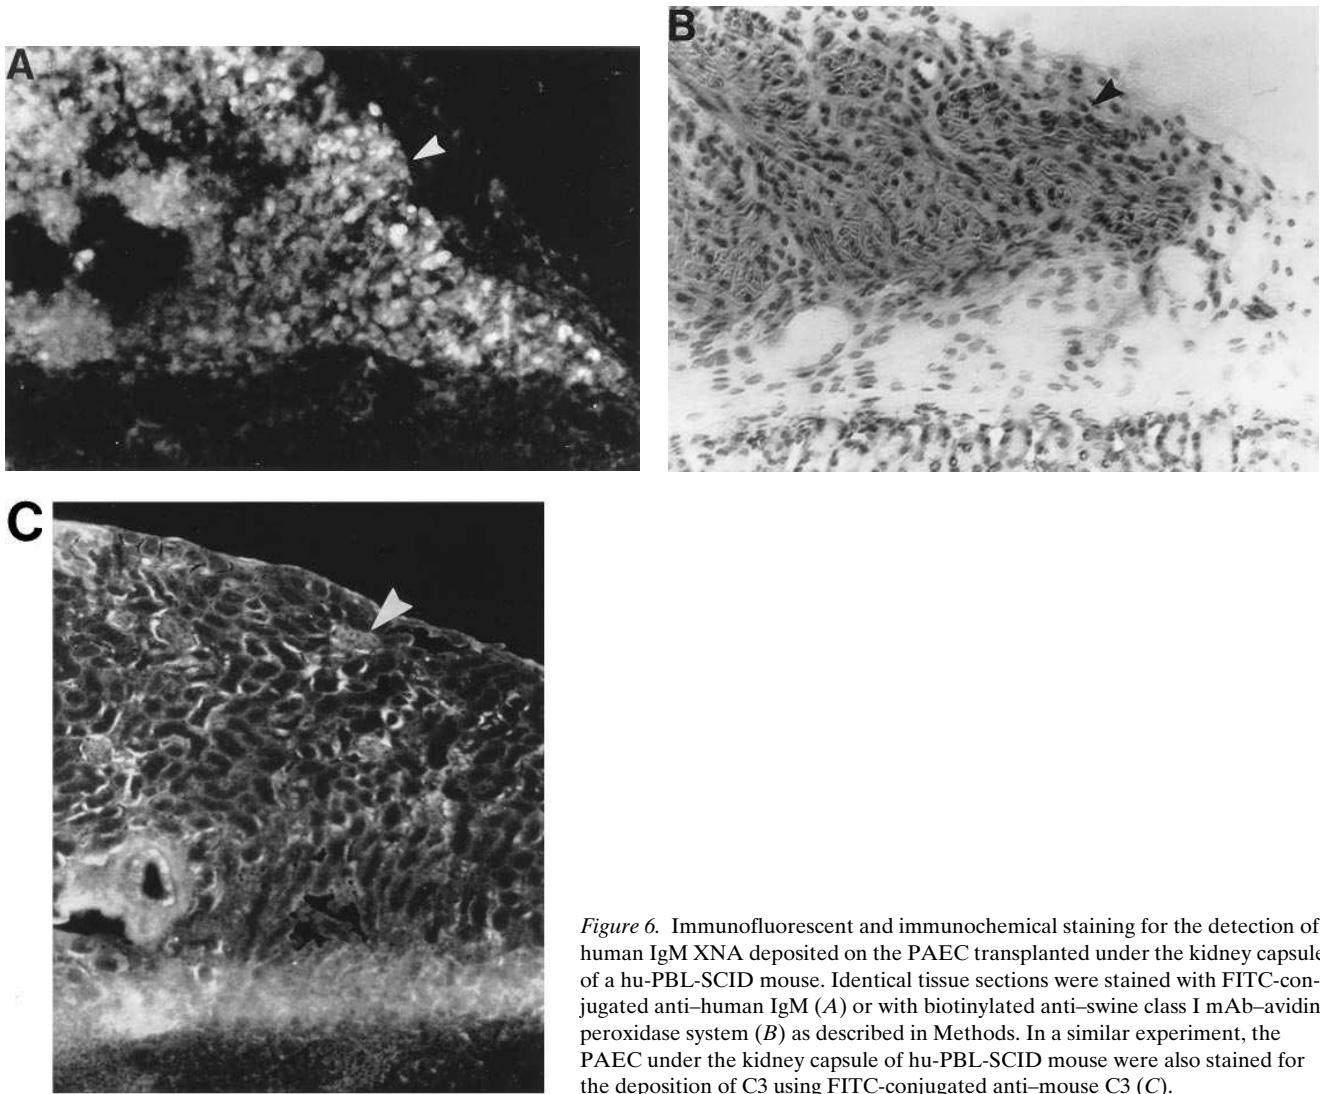 A
B
C
Figure 6. Immunofluorescent and immunochemical staining for the detection of
human IgM XNA deposited on the PAEC transplanted under the kidney capsule
of a hu-PBL-SCID mouse. Identical tissue sections were stained with FITC-con-
jugated anti–human IgM (A) or with biotinylated anti–swine class I mAb–avidin
peroxidase system (B) as described in Methods. In a similar experiment, the
PAEC under the kidney capsule of hu-PBL-SCID mouse were also stained for
the deposition of C3 using FITC-conjugated anti–mouse C3 (C).